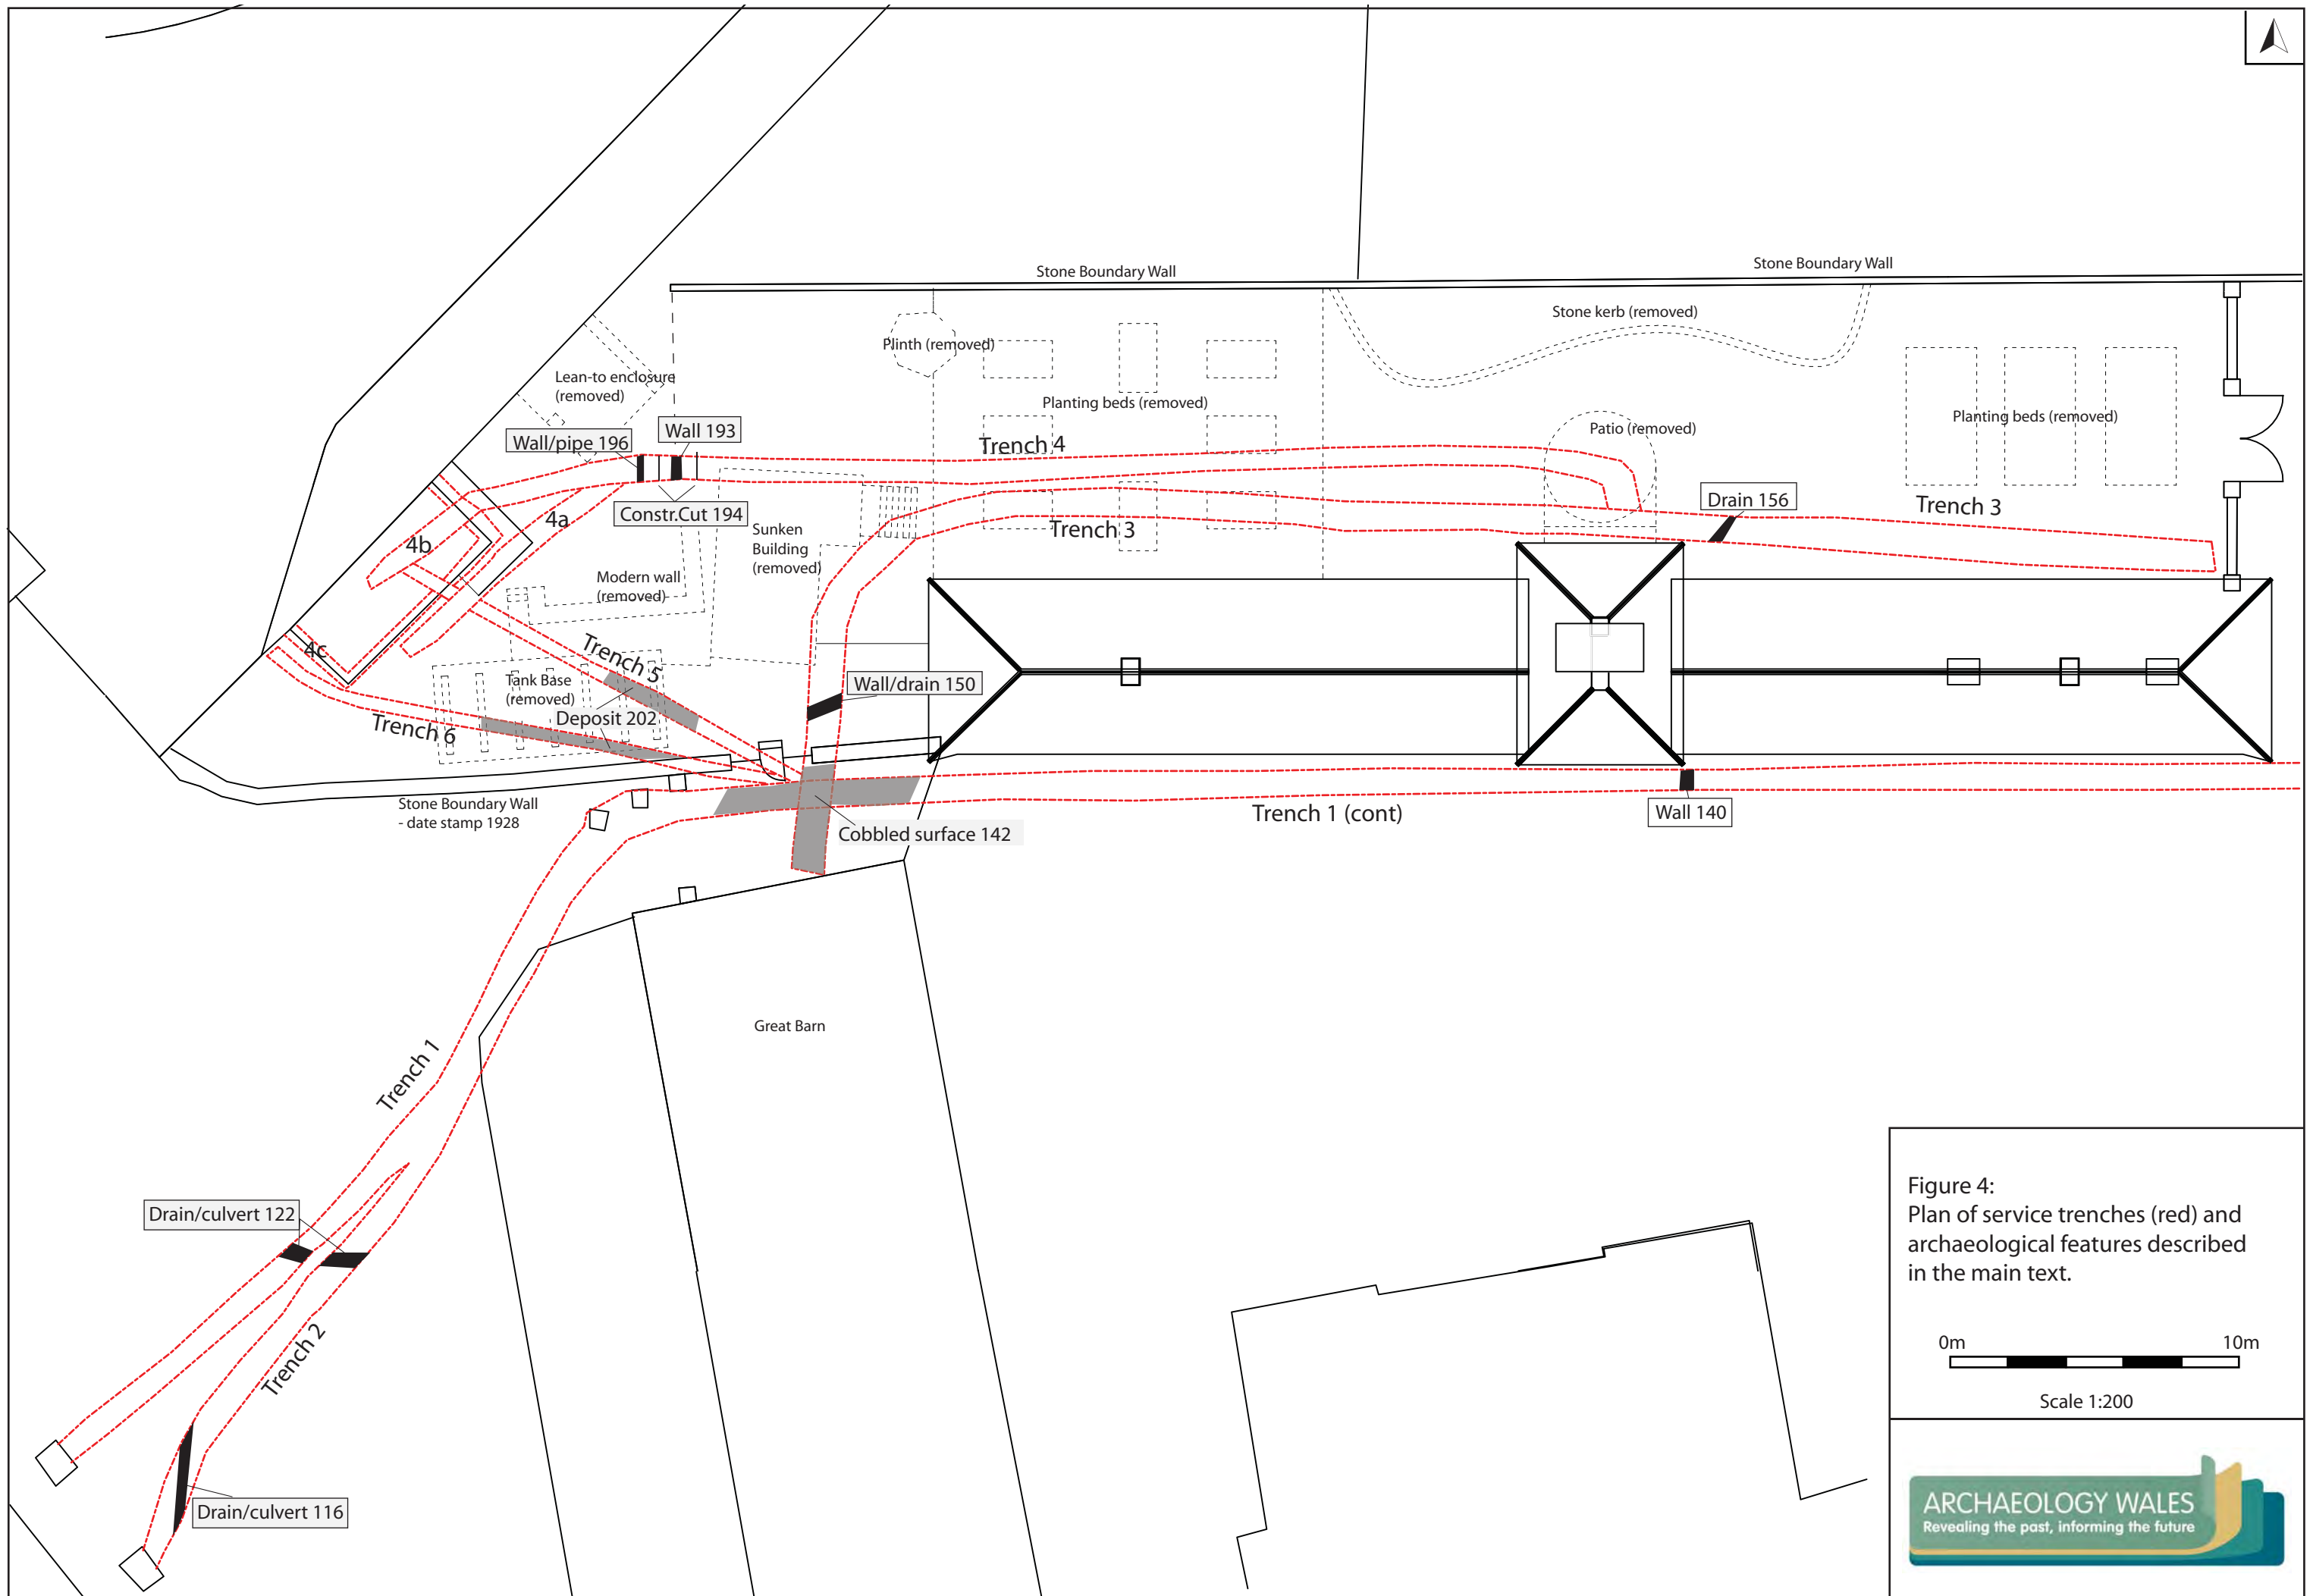 Stone Boundary Wall
Stone Boundary Wall
Stone kerb (removed)
Plinth (removed)
Lean-to enclosure
(removed)
Planting beds (removed)
Planting beds (removed)
Patio (removed)
Wall/pipe 196
Wall 193
Trench 4
Drain 156
Trench 3
Constr.Cut 194
4a
Sunken
Building
(removed)
Trench 3
4b
Modern wall
(removed)
4c
Trench 5
Tank Base
(removed)
Wall/drain 150
Deposit 202
Trench 6
Stone Boundary Wall
- date stamp 1928
Trench 1 (cont)
Wall 140
Cobbled surface 142
Great Barn
Trench 1
Drain/culvert 122
Trench 2
Drain/culvert 116
Figure 4:
Plan of service trenches (red) and
archaeological features described
in the main text.
0m 10m
Scale 1:200
ARCHAEOLOGY WALES
Revealing the past, informing the future